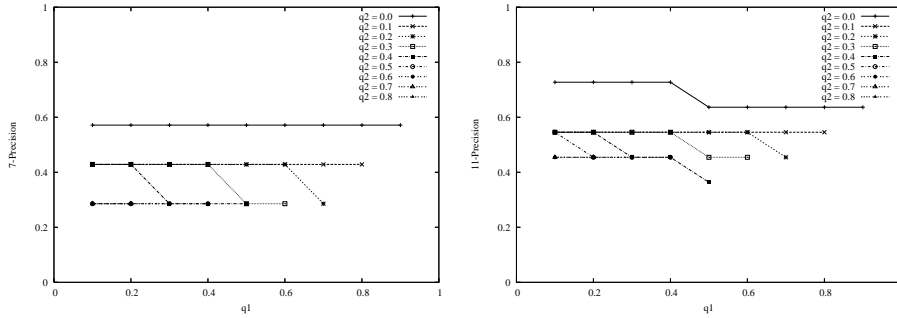 1
0.8
0.6
0.4
0.2
0
0
0.2
0.4
0.6
0.8
1
7-Precision
q1
q2 = 0.0
q2 = 0.1
q2 = 0.2
q2 = 0.3
q2 = 0.4
q2 = 0.5
q2 = 0.6
q2 = 0.7
q2 = 0.8
1
0.8
0.6
0.4
0.2
0
0
0.2
0.4
0.6
0.8
1
11-Precision
q1
q2 = 0.0
q2 = 0.1
q2 = 0.2
q2 = 0.3
q2 = 0.4
q2 = 0.5
q2 = 0.6
q2 = 0.7
q2 = 0.8